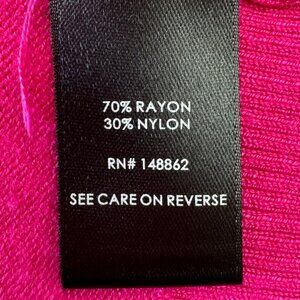 70% RAYON
30% NYLON
RN# 148862
SEE CARE ON REVERSE